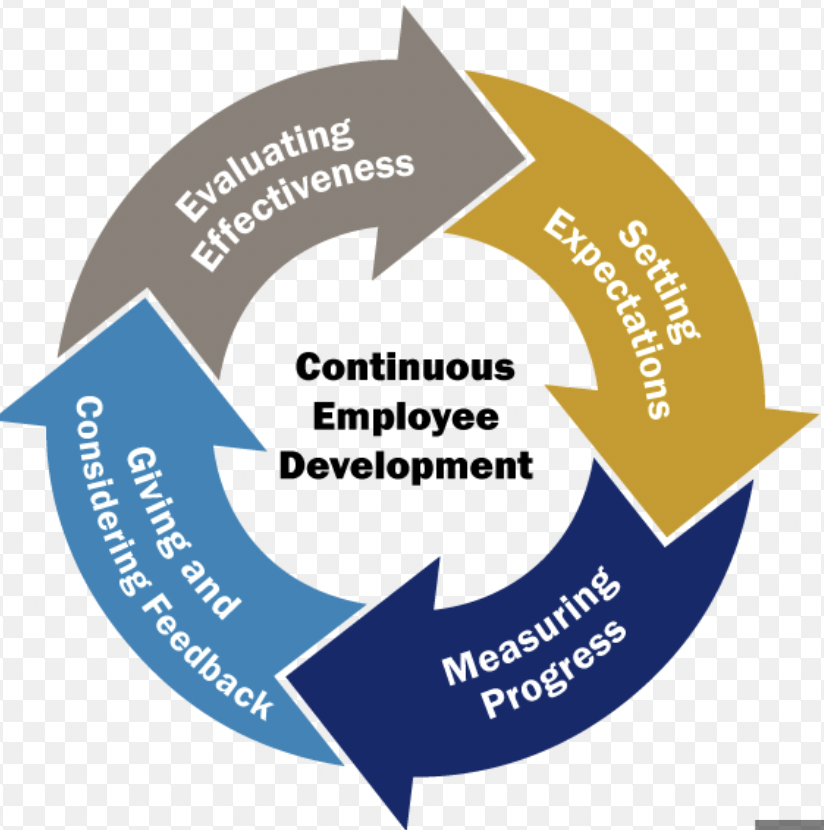 Evaluating
Effectiveness
Setting
Expectations
Continuous
Employee
Development
Giving and
Considering Feedback
Measuring
Progress